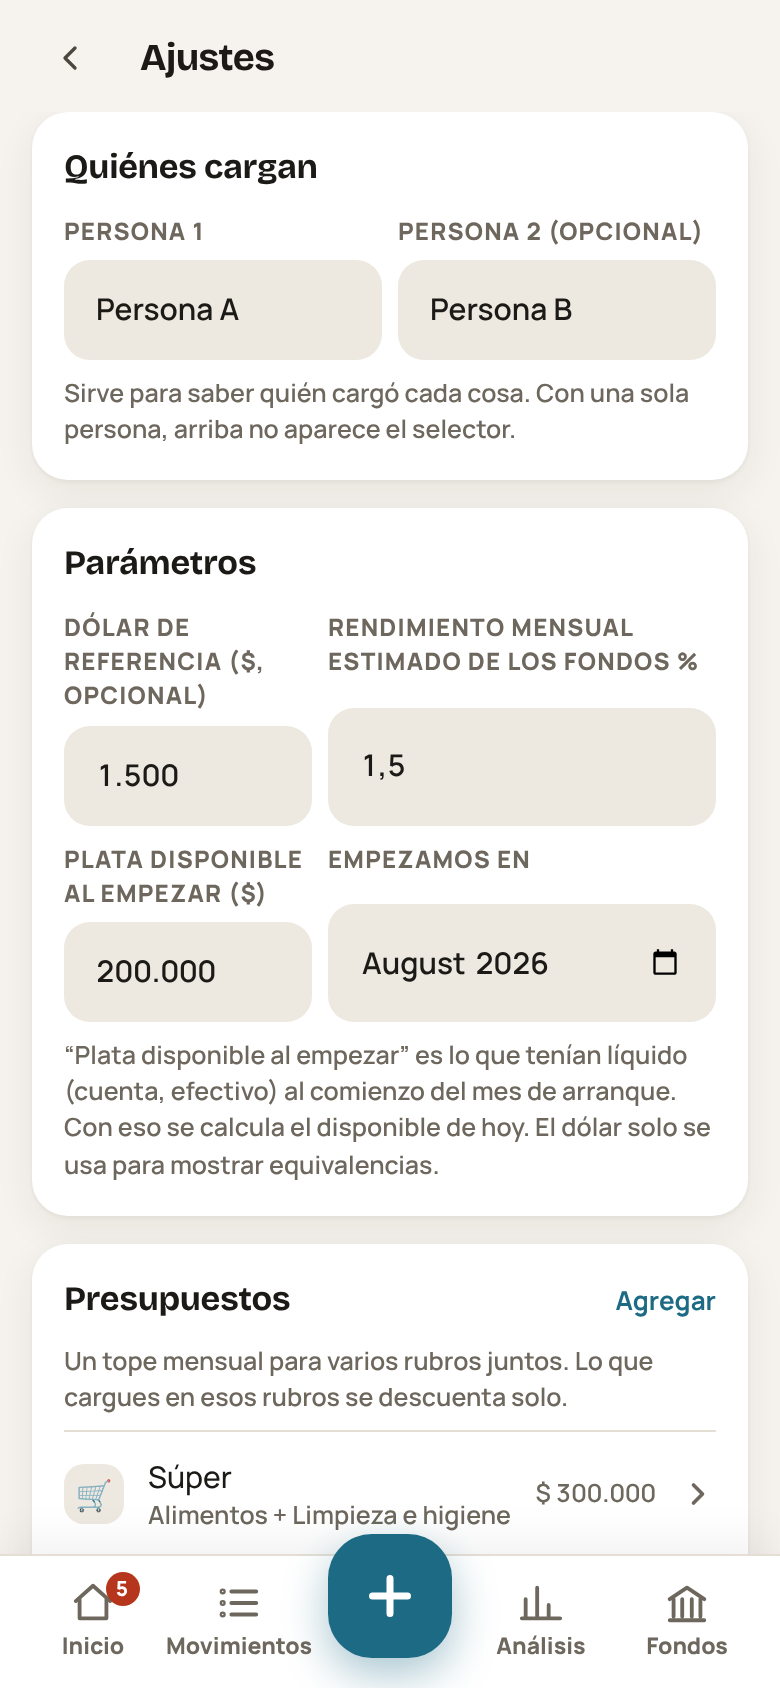 Ajustes
Quiénes cargan
PERSONA 1
PERSONA 2 (OPCIONAL)
Persona A
Persona B
Sirve para saber quién cargó cada cosa. Con una sola
persona, arriba no aparece el selector.
Parámetros
DÓLAR DE
REFERENCIA ($,
OPCIONAL)
RENDIMIENTO MENSUAL
ESTIMADO DE LOS FONDOS %
1.500
1,5
PLATA DISPONIBLE
AL EMPEZAR ($)
EMPEZAMOS EN
200.000
August 2026
“Plata disponible al empezar” es lo que tenían líquido
(cuenta, efectivo) al comienzo del mes de arranque.
Con eso se calcula el disponible de hoy. El dólar solo se
usa para mostrar equivalencias.
Presupuestos
Agregar
Un tope mensual para varios rubros juntos. Lo que
cargues en esos rubros se descuenta solo.
Súper
Alimentos + Limpieza e higiene
$ 300.000
5
Inicio
Movimientos
Análisis
Fondos